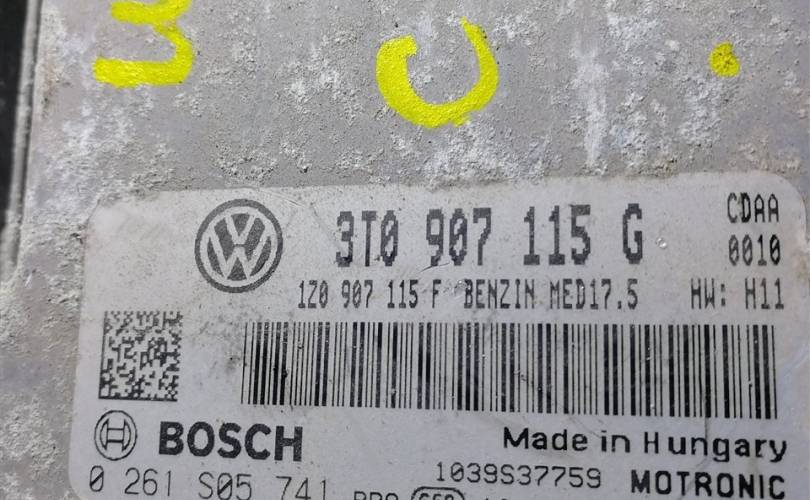 3T0 907 115 G CDAA
1Z0 907 115 F BENZIN MED17.5 0010
HW: H11
BOSCH Made in Hungary
0 261 S05 741 1039S37759 MOTRONIC